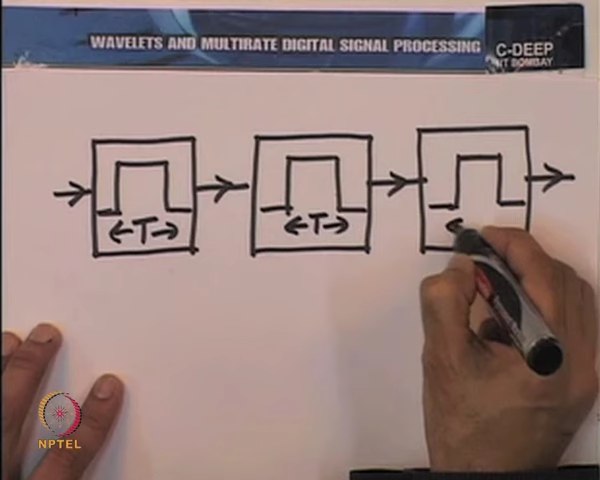 WAVELETS AND MULTIRATE DIGITAL SIGNAL PROCESSING
C-DEEP
IIT BOMBAY
T
T
NPTEL